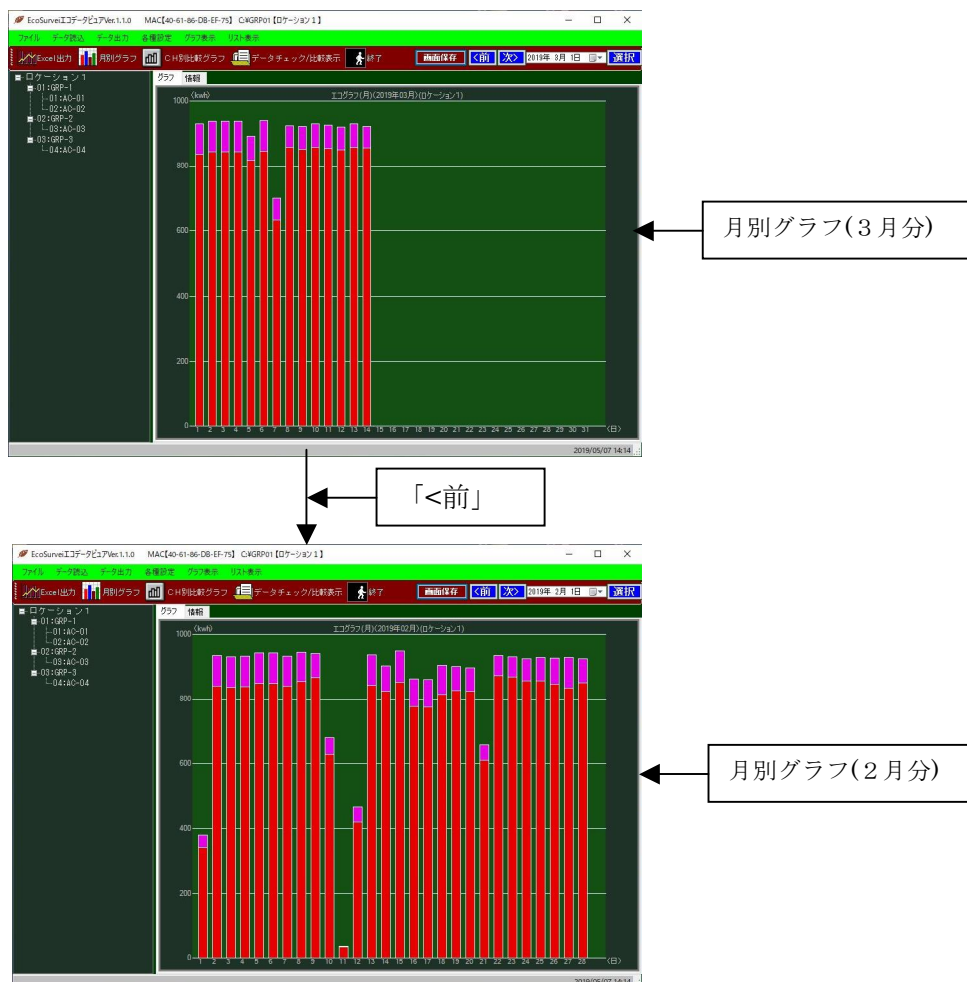 EcoSurveiエコデータビュアVer.1.1.0 MAC【40-61-86-DB-EF-75】 C:¥GRP01【ロケーション１】
ファイル データ読込 データ出力 各種設定 グラフ表示 リスト表示
Excel出力 月別グラフ ＣＨ別比較グラフ データチェック/比較表示 終了 画面保存 <前 次> 2019年 3月 1日 選択
ロケーション１
01:GRP-1
01:AC-01
02:AC-02
02:GRP-2
03:AC-03
03:GRP-3
04:AC-04
グラフ 情報
(kwh) エコグラフ(月)(2019年03月)(ロケーション1)
1000
800
600
400
200
0
1 2 3 4 5 6 7 8 9 10 11 12 13 14 15 16 17 18 19 20 21 22 23 24 25 26 27 28 29 30 31 (日)
2019/05/07 14:14
月別グラフ(３月分)
「<前」
EcoSurveiエコデータビュアVer.1.1.0 MAC【40-61-86-DB-EF-75】 C:¥GRP01【ロケーション１】
ファイル データ読込 データ出力 各種設定 グラフ表示 リスト表示
Excel出力 月別グラフ ＣＨ別比較グラフ データチェック/比較表示 終了 画面保存 <前 次> 2019年 2月 1日 選択
ロケーション１
01:GRP-1
01:AC-01
02:AC-02
02:GRP-2
03:AC-03
03:GRP-3
04:AC-04
グラフ 情報
(kwh) エコグラフ(月)(2019年02月)(ロケーション1)
1000
800
600
400
200
0
1 2 3 4 5 6 7 8 9 10 11 12 13 14 15 16 17 18 19 20 21 22 23 24 25 26 27 28 (日)
2019/05/07 14:14
月別グラフ(２月分)